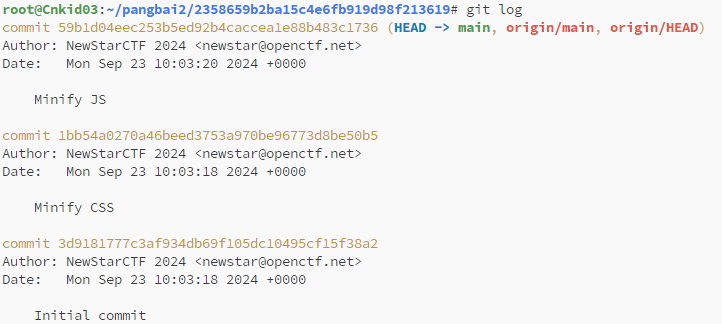 root@Cnkid03:~/pangbai2/2358659b2ba15c4e6fb919d98f213619# git log
commit 59b1d04eec253b5ed92b4caccea1e88b483c1736 (HEAD -> main, origin/main, origin/HEAD)
Author: NewStarCTF 2024 <newstar@openctf.net>
Date:   Mon Sep 23 10:03:20 2024 +0000
    Minify JS
commit 1bb54a0270a46beed3753a970be96773d8be50b5
Author: NewStarCTF 2024 <newstar@openctf.net>
Date:   Mon Sep 23 10:03:18 2024 +0000
    Minify CSS
commit 3d9181777c3af934db69f105dc10495cf15f38a2
Author: NewStarCTF 2024 <newstar@openctf.net>
Date:   Mon Sep 23 10:03:18 2024 +0000
    Initial commit